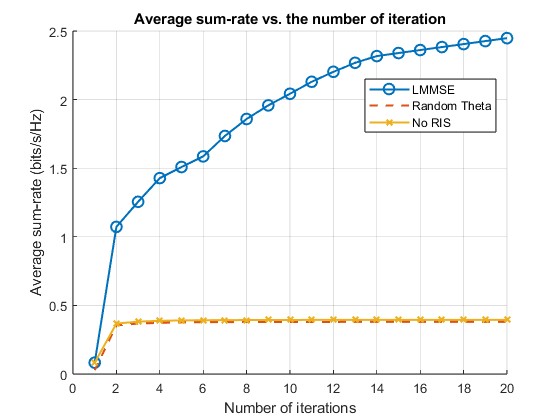 Average sum-rate vs. the number of iteration
Average sum-rate (bits/s/Hz)
2.5
2
1.5
1
0.5
0
LMMSE
Random Theta
No RIS
0 2 4 6 8 10 12 14 16 18 20
Number of iterations